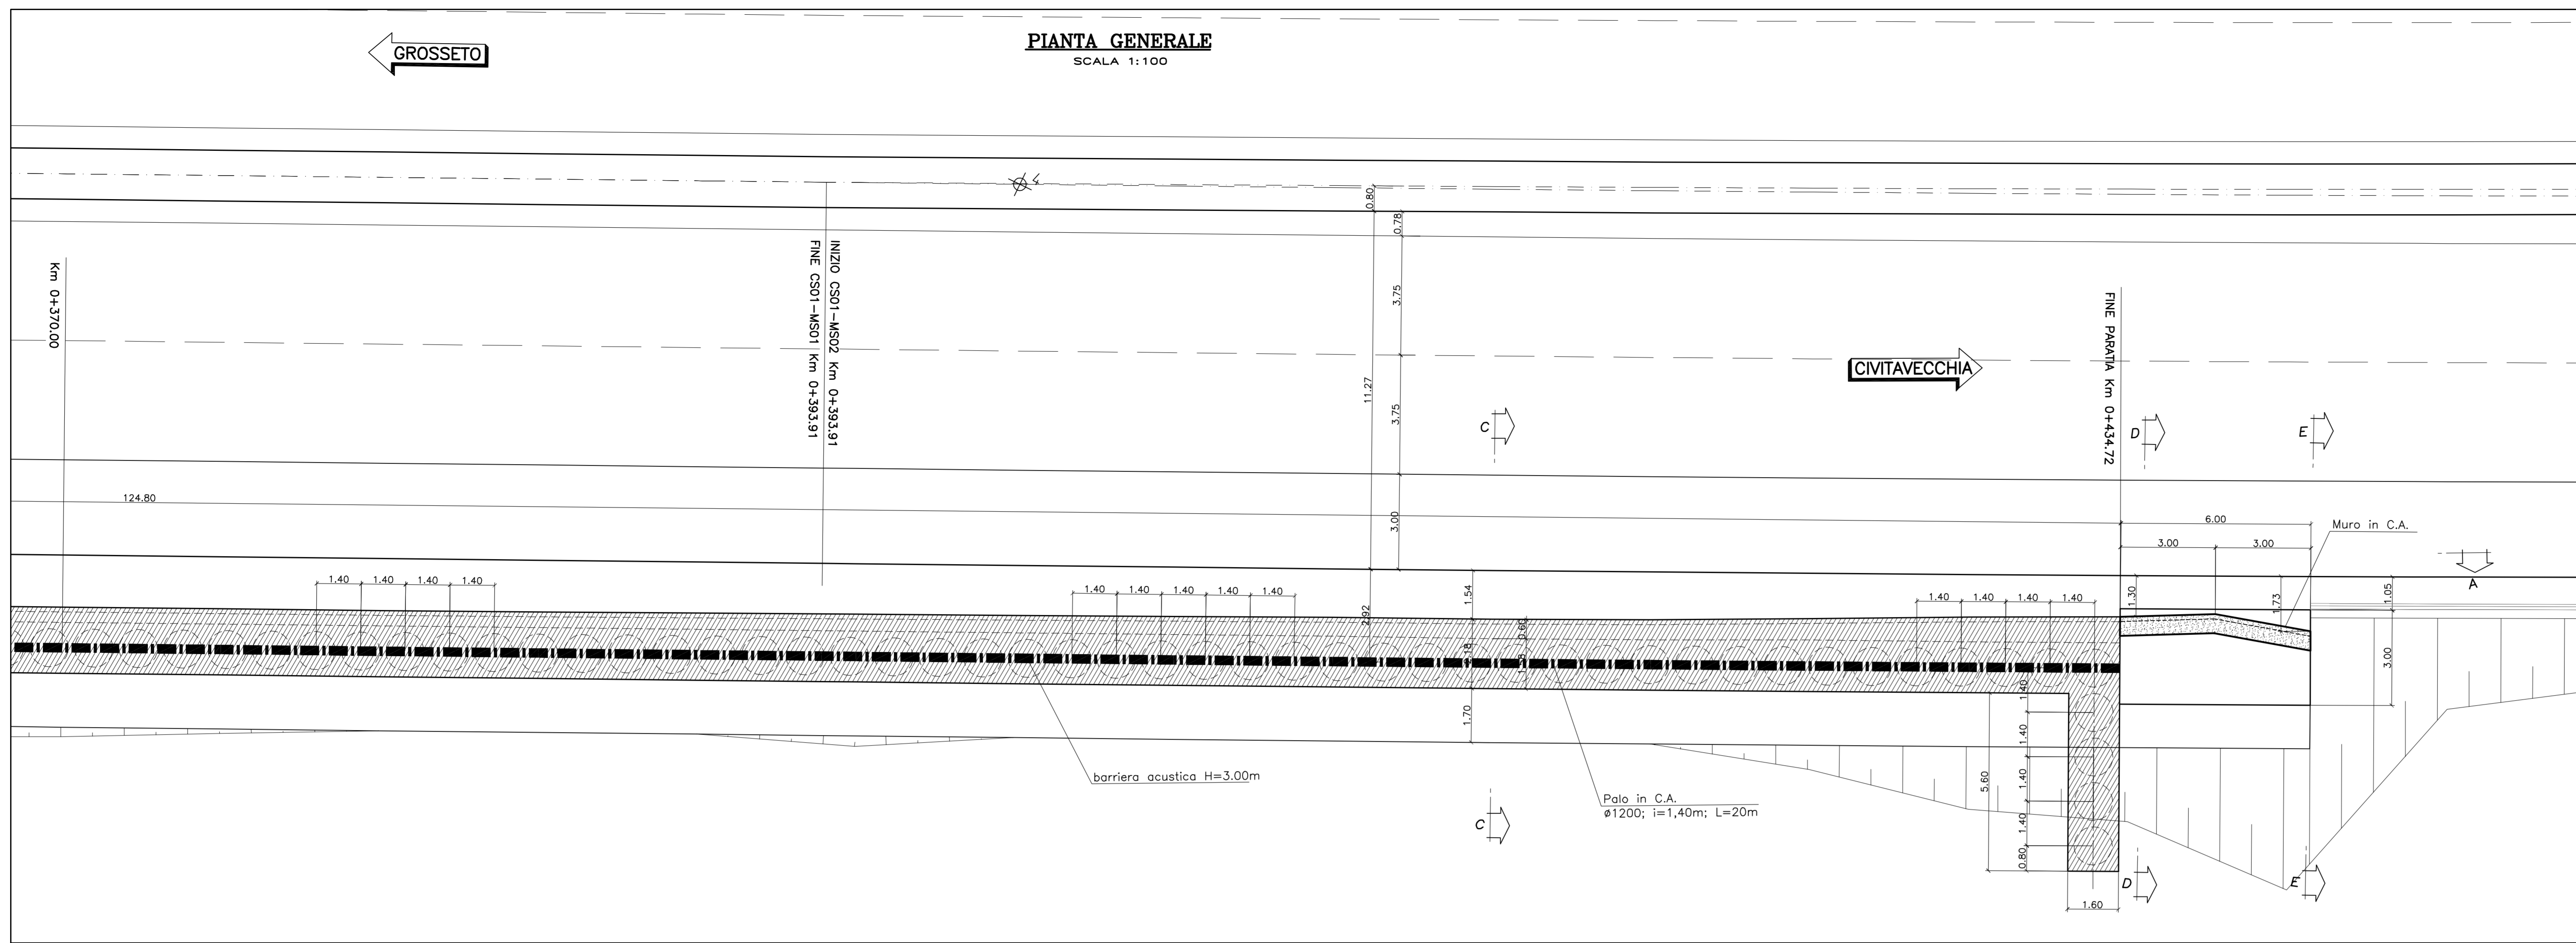 PIANTA GENERALE
SCALA 1:100
GROSSETO
4
0.80
0.78
Km 0+370.00
INIZIO CS01-MS02 Km 0+393.91
FINE CS01-MS01 Km 0+393.91
3.75
11.27
3.75
3.00
CIVITAVECCHIA
FINE PARATIA Km 0+434.72
C
D
E
124.80
6.00
3.00
3.00
Muro in C.A.
A
1.40
1.40
1.40
1.40
1.40
1.40
1.40
1.40
1.40
2.92
1.54
0.60
2.18
1.58
1.70
1.40
1.40
1.40
1.40
1.30
1.73
1.05
3.00
barriera acustica H=3.00m
Palo in C.A.
ø1200; i=1,40m; L=20m
5.60
1.40
1.40
1.40
1.40
0.80
1.60
C
D
E